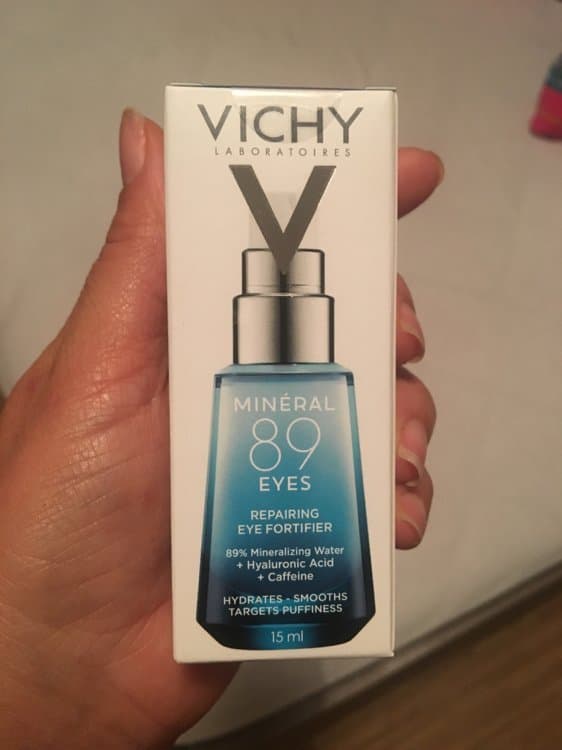 VICHY
LABORATOIRES
MINÉRAL
89
EYES
REPAIRING
EYE FORTIFIER
89% Mineralizing Water
+ Hyaluronic Acid
+ Caffeine
HYDRATES - SMOOTHS
TARGETS PUFFINESS
15 ml